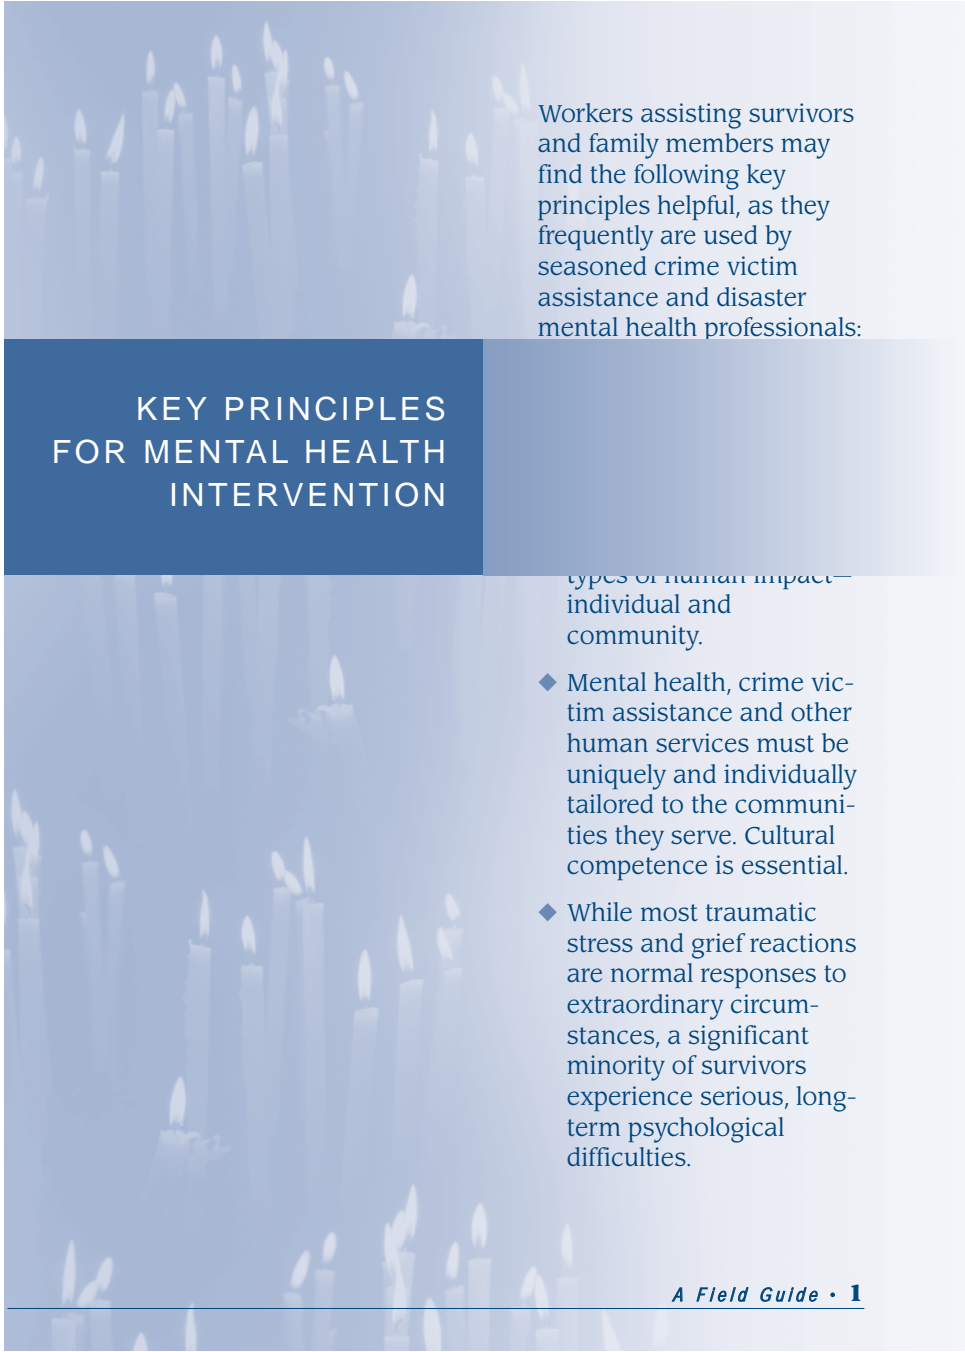 Workers assisting survivors
and family members may
find the following key
principles helpful, as they
frequently are used by
seasoned crime victim
assistance and disaster
mental health professionals:
KEY PRINCIPLES
FOR MENTAL HEALTH
INTERVENTION
types of human impact—
individual and
community.
◆ Mental health, crime vic-
tim assistance and other
human services must be
uniquely and individually
tailored to the communi-
ties they serve. Cultural
competence is essential.
◆ While most traumatic
stress and grief reactions
are normal responses to
extraordinary circum-
stances, a significant
minority of survivors
experience serious, long-
term psychological
difficulties.
A Field Guide • 1